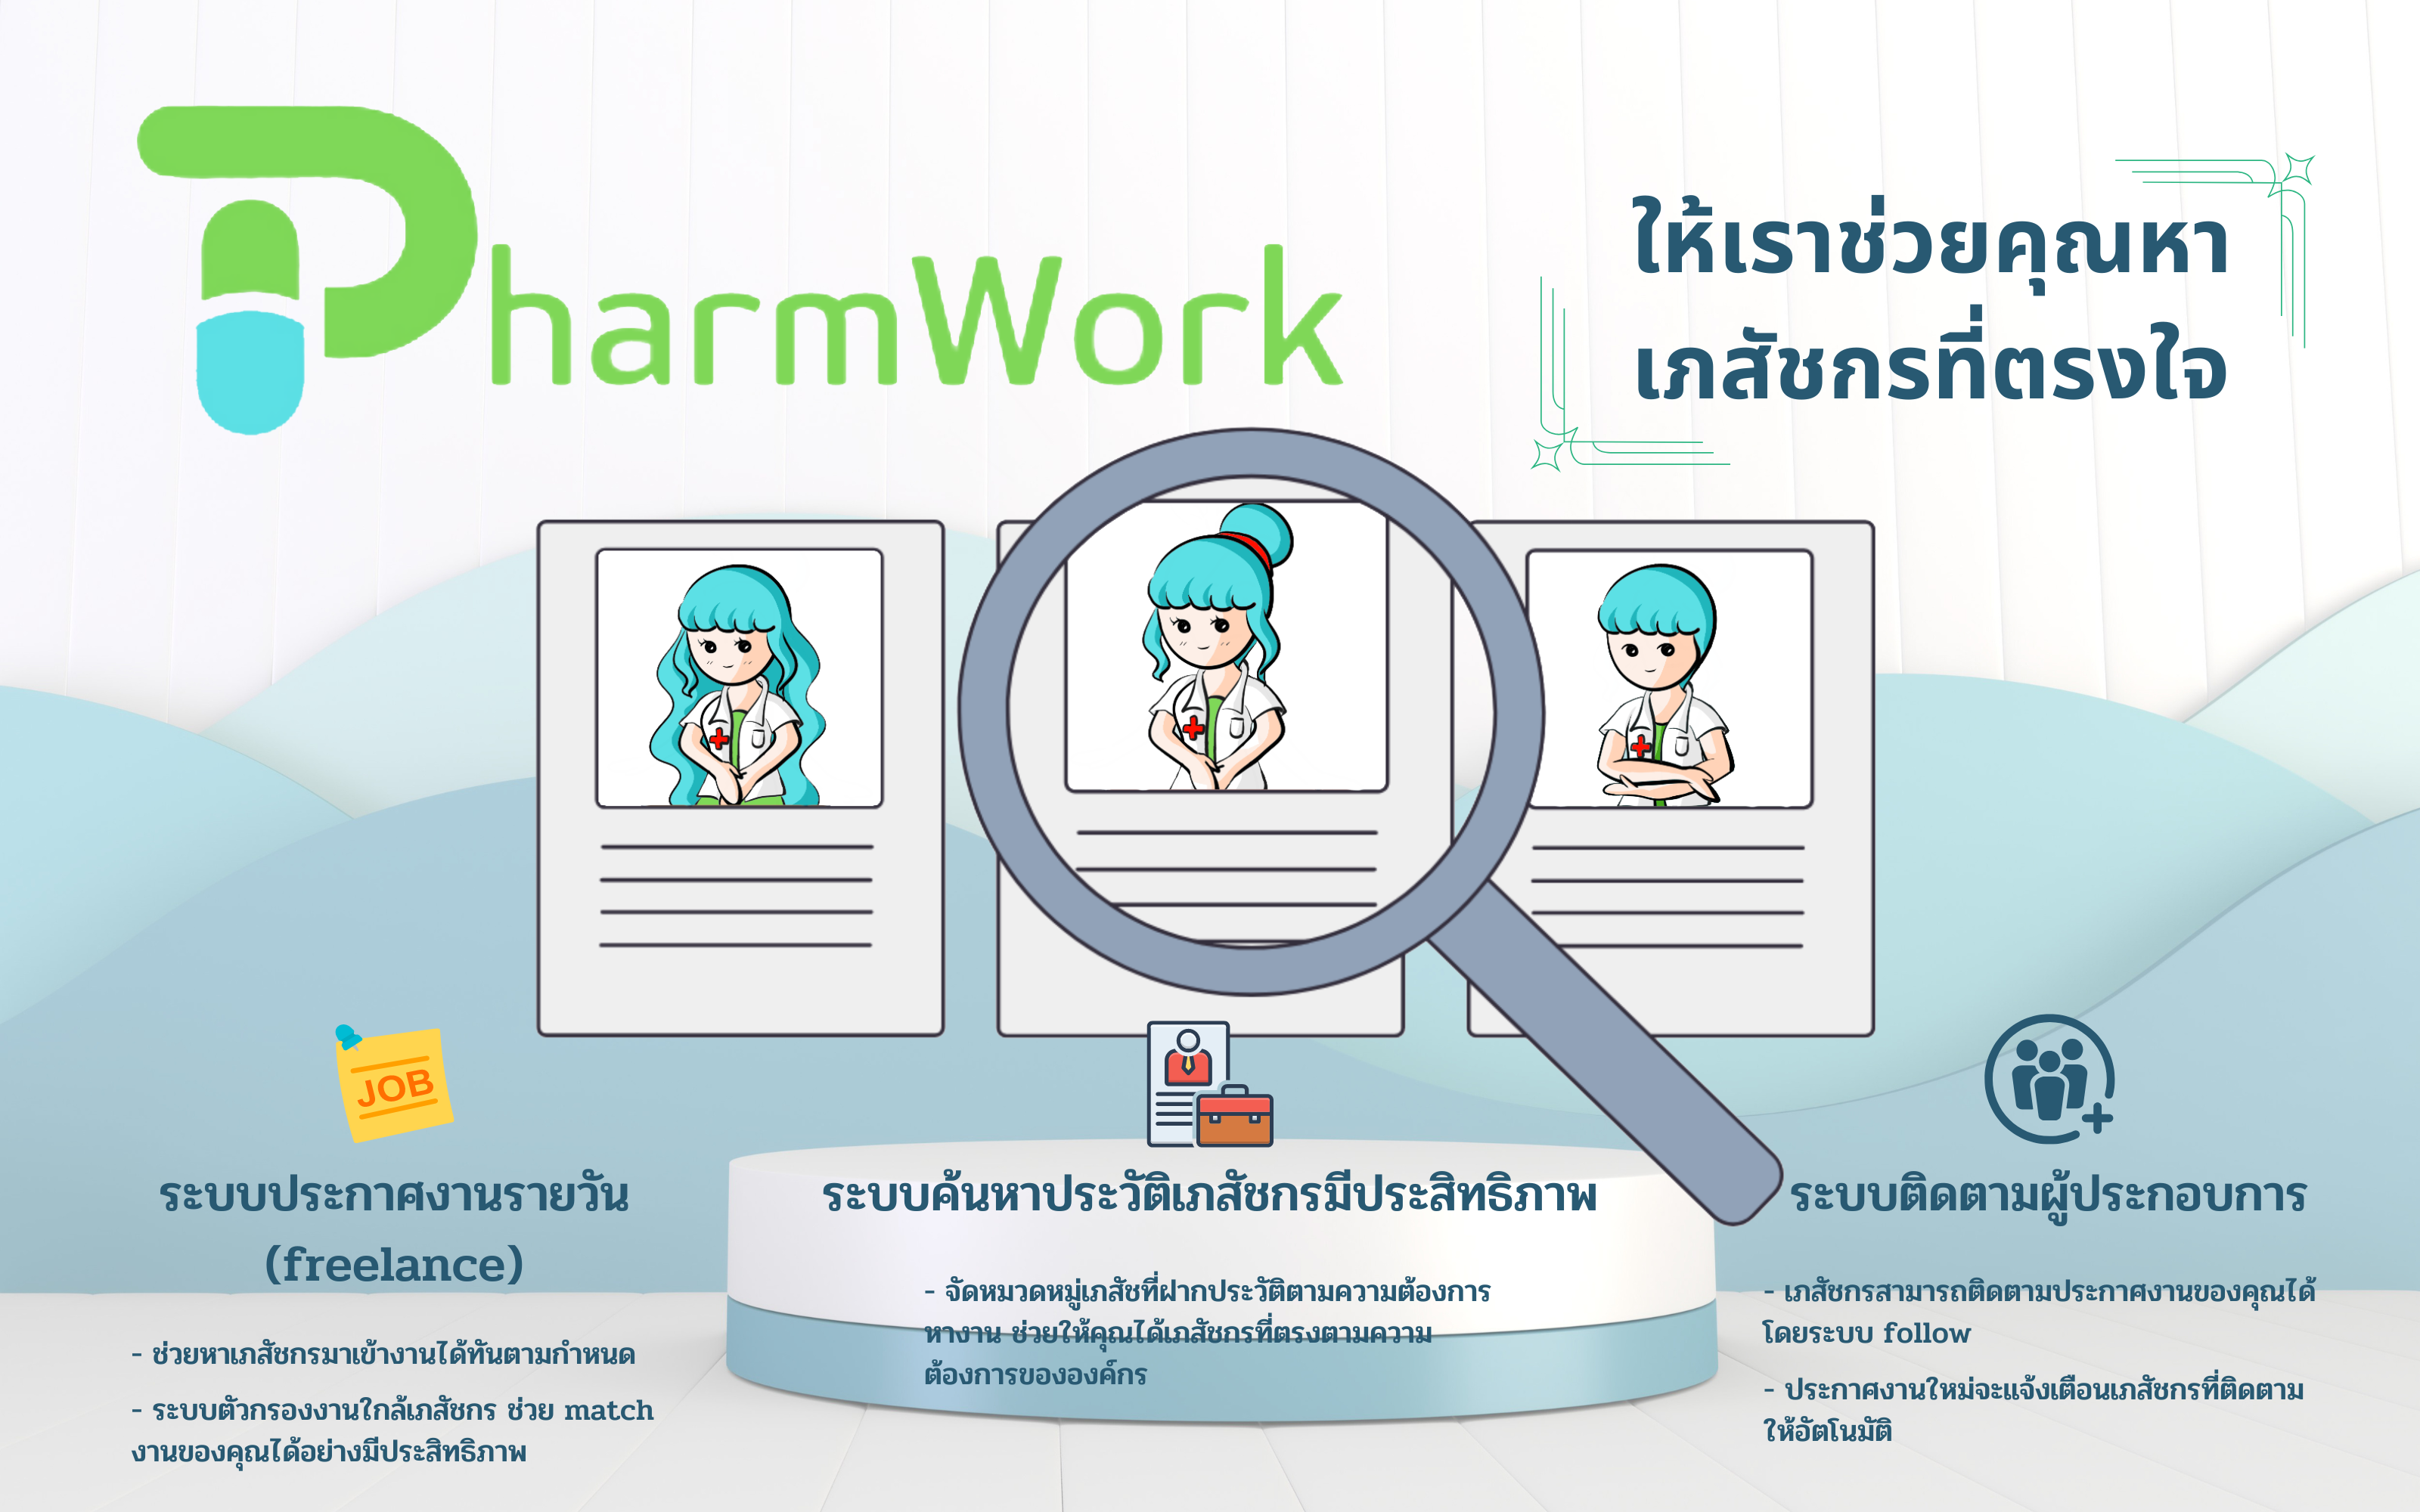 PharmWork
ให้เราช่วยคุณหา
เภสัชกรที่ตรงใจ
JOB
ระบบประกาศงานรายวัน
(freelance)
- ช่วยหาเภสัชกรมาเข้างานได้ทันตามกำหนด
- ระบบตัวกรองงานใกล้เภสัชกร ช่วย match
งานของคุณได้อย่างมีประสิทธิภาพ
ระบบค้นหาประวัติเภสัชกรมีประสิทธิภาพ
- จัดหมวดหมู่เภสัชที่ฝากประวัติตามความต้องการ
หางาน ช่วยให้คุณได้เภสัชกรที่ตรงตามความ
ต้องการขององค์กร
ระบบติดตามผู้ประกอบการ
- เภสัชกรสามารถติดตามประกาศงานของคุณได้
โดยระบบ follow
- ประกาศงานใหม่จะแจ้งเตือนเภสัชกรที่ติดตาม
ให้อัตโนมัติ